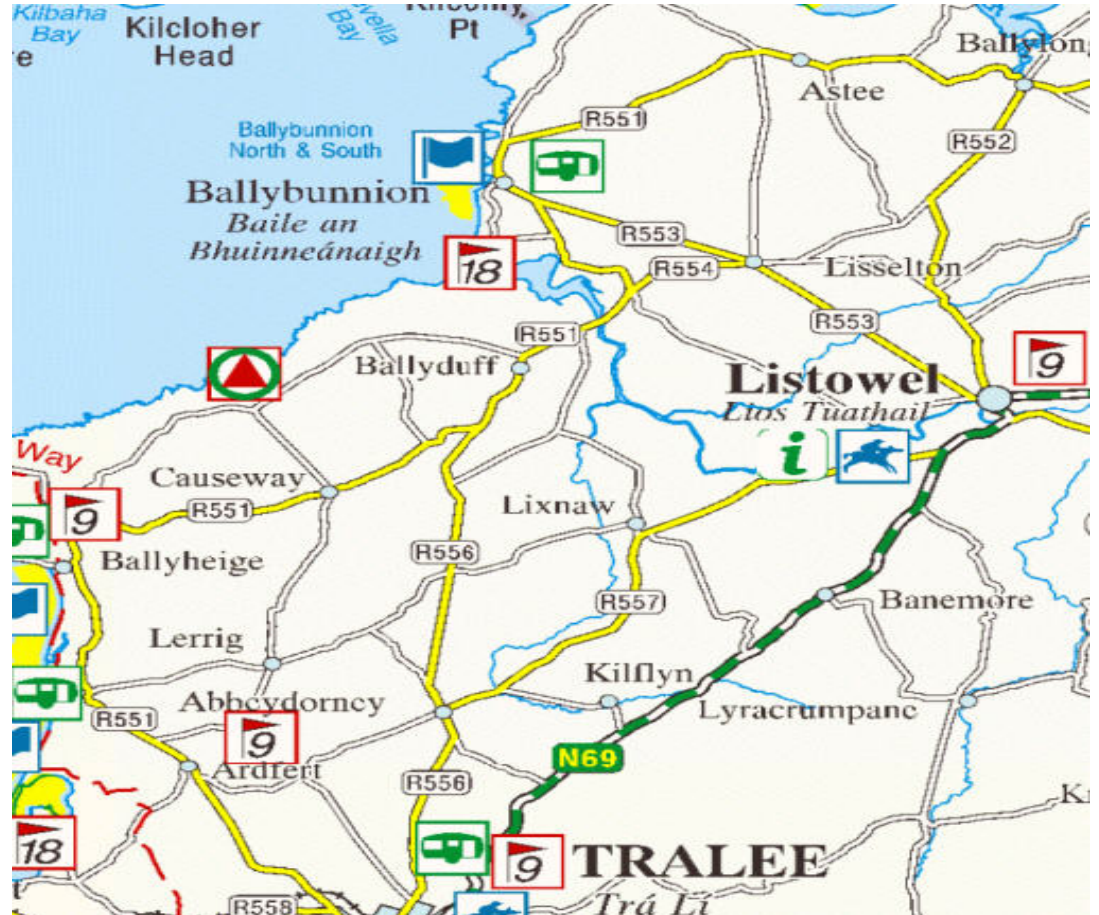 Kilbaha
Bay
Kilcloher
Head
Bay
Pt
e
Astee
R551
R552
Ballybunnion
North & South
Ballybunnion
Baile an
Bhuinneánaigh
18
R553
R554
Lisselton
R551
R553
Ballyduff
9
Listowel
Lios Tuathail
i
Way
Causeway
R551
9
Lixnaw
R556
Ballyheige
R557
Banemore
Lerrig
Kilflyn
Abbeydorney
Lyracrumpane
R551
9
Ardfert
N69
R556
18
9
TRALEE
Trá Lí
R558